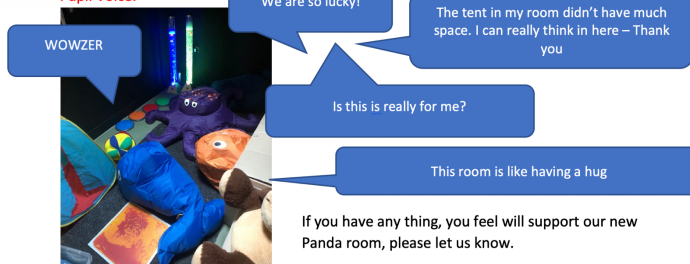 Pupil Voice:
We are so lucky!
The tent in my room didn't have much
space. I can really think in here – Thank
you
WOWZER
Is this is really for me?
This room is like having a hug
If you have any thing, you feel will support our new
Panda room, please let us know.